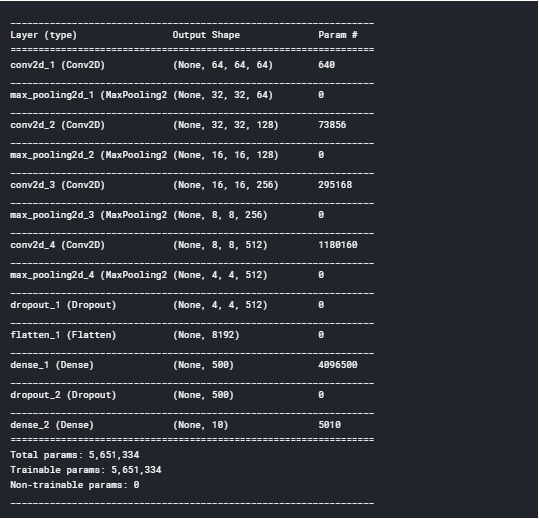 _________________________________________________________________
Layer (type)                 Output Shape              Param #
=================================================================
conv2d_1 (Conv2D)            (None, 64, 64, 64)        640
_________________________________________________________________
max_pooling2d_1 (MaxPooling2 (None, 32, 32, 64)        0
_________________________________________________________________
conv2d_2 (Conv2D)            (None, 32, 32, 128)       73856
_________________________________________________________________
max_pooling2d_2 (MaxPooling2 (None, 16, 16, 128)       0
_________________________________________________________________
conv2d_3 (Conv2D)            (None, 16, 16, 256)       295168
_________________________________________________________________
max_pooling2d_3 (MaxPooling2 (None, 8, 8, 256)         0
_________________________________________________________________
conv2d_4 (Conv2D)            (None, 8, 8, 512)         1180160
_________________________________________________________________
max_pooling2d_4 (MaxPooling2 (None, 4, 4, 512)         0
_________________________________________________________________
dropout_1 (Dropout)          (None, 4, 4, 512)         0
_________________________________________________________________
flatten_1 (Flatten)          (None, 8192)              0
_________________________________________________________________
dense_1 (Dense)              (None, 500)               4096500
_________________________________________________________________
dropout_2 (Dropout)          (None, 500)               0
_________________________________________________________________
dense_2 (Dense)              (None, 10)                5010
=================================================================
Total params: 5,651,334
Trainable params: 5,651,334
Non-trainable params: 0
_________________________________________________________________